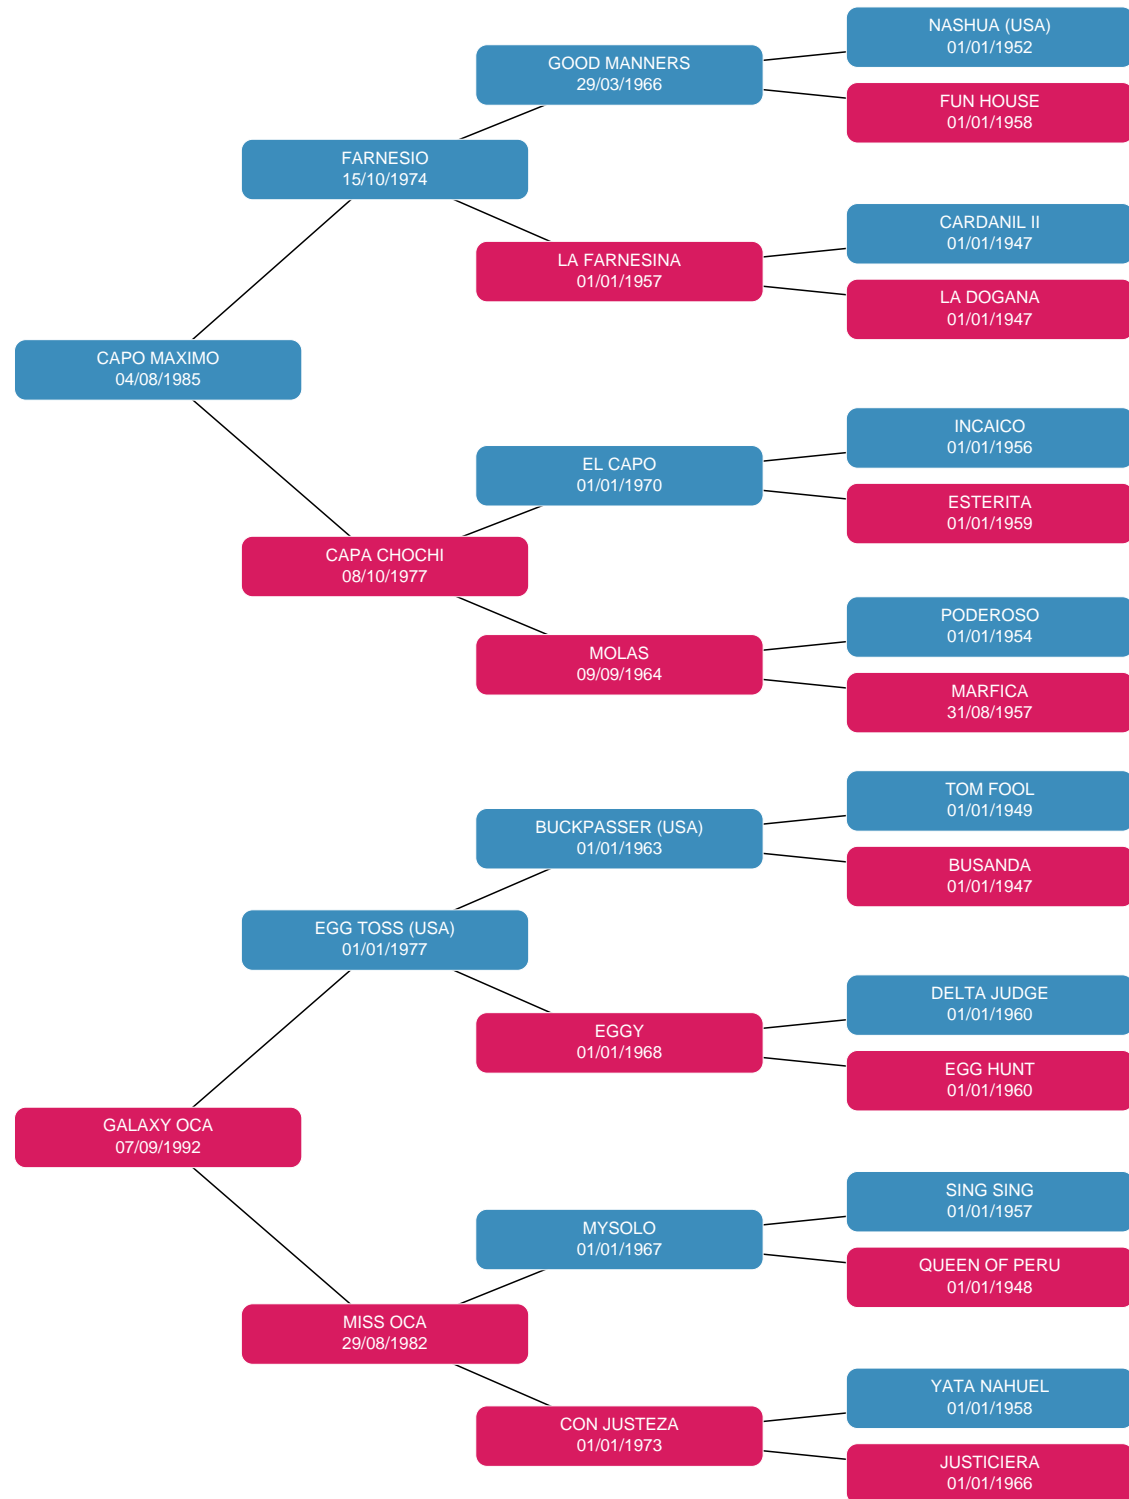 NASHUA (USA)
01/01/1952
GOOD MANNERS
29/03/1966
FUN HOUSE
01/01/1958
FARNESIO
15/10/1974
CARDANIL II
01/01/1947
LA FARNESINA
01/01/1957
LA DOGANA
01/01/1947
CAPO MAXIMO
04/08/1985
INCAICO
01/01/1956
EL CAPO
01/01/1970
ESTERITA
01/01/1959
CAPA CHOCHI
08/10/1977
PODEROSO
01/01/1954
MOLAS
09/09/1964
MARFICA
31/08/1957
TOM FOOL
01/01/1949
BUCKPASSER (USA)
01/01/1963
BUSANDA
01/01/1947
EGG TOSS (USA)
01/01/1977
DELTA JUDGE
01/01/1960
EGGY
01/01/1968
EGG HUNT
01/01/1960
GALAXY OCA
07/09/1992
SING SING
01/01/1957
MYSOLO
01/01/1967
QUEEN OF PERU
01/01/1948
MISS OCA
29/08/1982
YATA NAHUEL
01/01/1958
CON JUSTEZA
01/01/1973
JUSTICIERA
01/01/1966